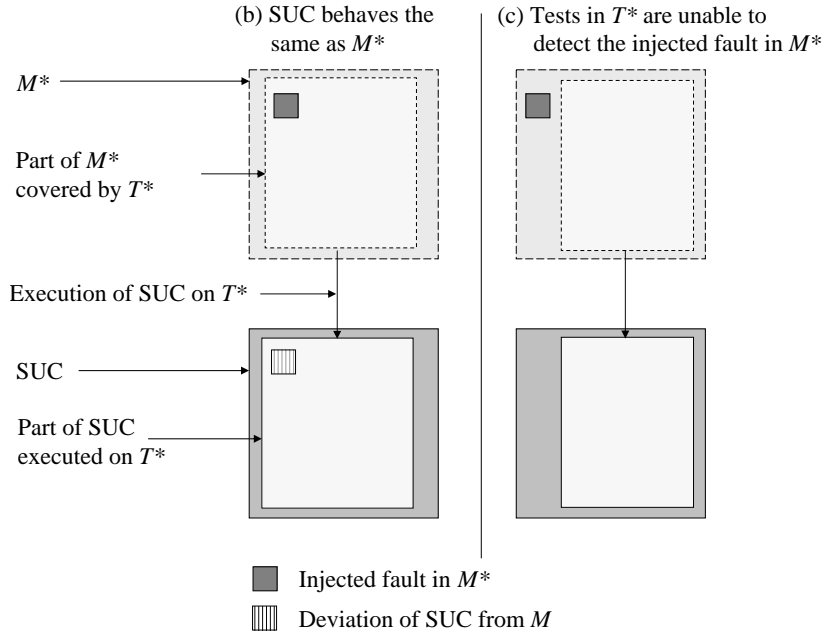 (b) SUC behaves the
same as M*
(c) Tests in T* are unable to
detect the injected fault in M*
M*
Part of M*
covered by T*
Execution of SUC on T*
SUC
Part of SUC
executed on T*
Injected fault in M*
Deviation of SUC from M